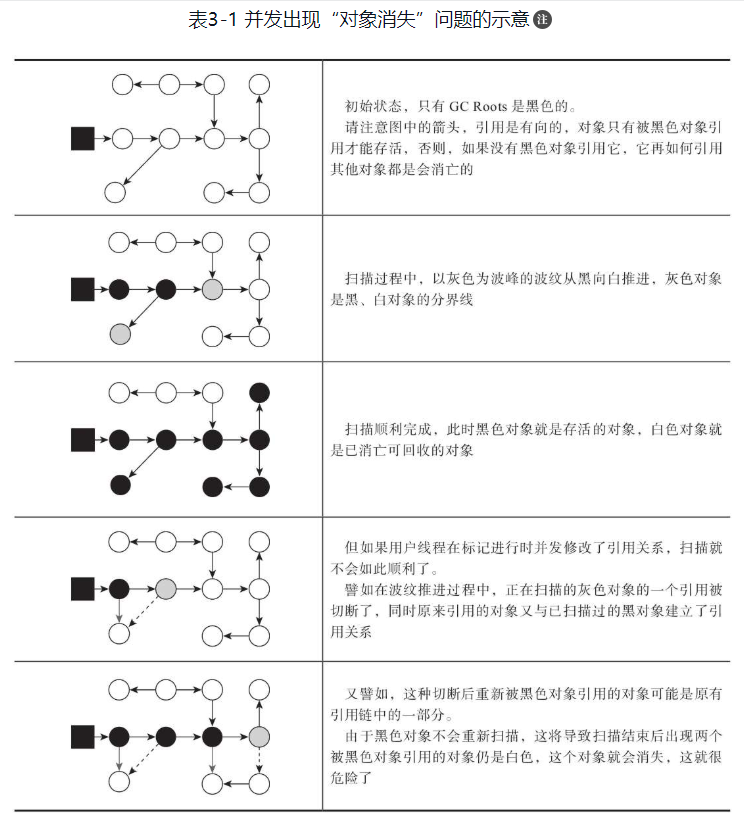 表3-1 并发出现“对象消失”问题的示意注
初始状态，只有 GC Roots 是黑色的。
请注意图中的箭头，引用是有向的，对象只有被黑色对象引
用才能存活，否则，如果没有黑色对象引用它，它再如何引用
其他对象都是会消亡的
扫描过程中，以灰色为波峰的波纹从黑向白推进，灰色对象
是黑、白对象的分界线
扫描顺利完成，此时黑色对象就是存活的对象，白色对象就
是已消亡可回收的对象
但如果用户线程在标记进行时并发修改了引用关系，扫描就
不会如此顺利了。
譬如在波纹推进过程中，正在扫描的灰色对象的一个引用被
切断了，同时原来引用的对象又与已扫描过的黑对象建立了引
用关系
又譬如，这种切断后重新被黑色对象引用的对象可能是原有
引用链中的一部分。
由于黑色对象不会重新扫描，这将导致扫描结束后出现两个
被黑色对象引用的对象仍是白色，这个对象就会消失，这就很
危险了